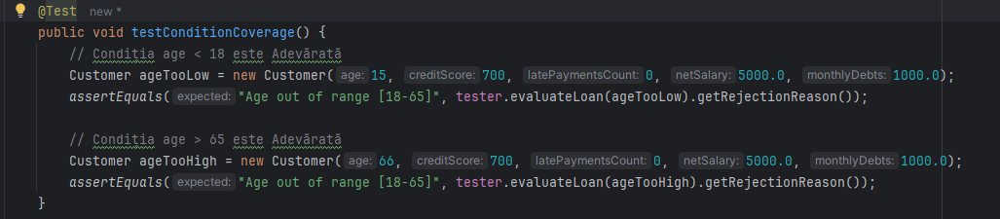 @Test new *
public void testConditionCoverage() {
// Condiția age < 18 este Adevărată
Customer ageTooLow = new Customer( age: 15, creditScore: 700, latePaymentsCount: 0, netSalary: 5000.0, monthlyDebts: 1000.0);
assertEquals( expected: "Age out of range [18-65]", tester.evaluateLoan(ageTooLow).getRejectionReason());
// Condiția age > 65 este Adevărată
Customer ageTooHigh = new Customer( age: 66, creditScore: 700, latePaymentsCount: 0, netSalary: 5000.0, monthlyDebts: 1000.0);
assertEquals( expected: "Age out of range [18-65]", tester.evaluateLoan(ageTooHigh).getRejectionReason());
}